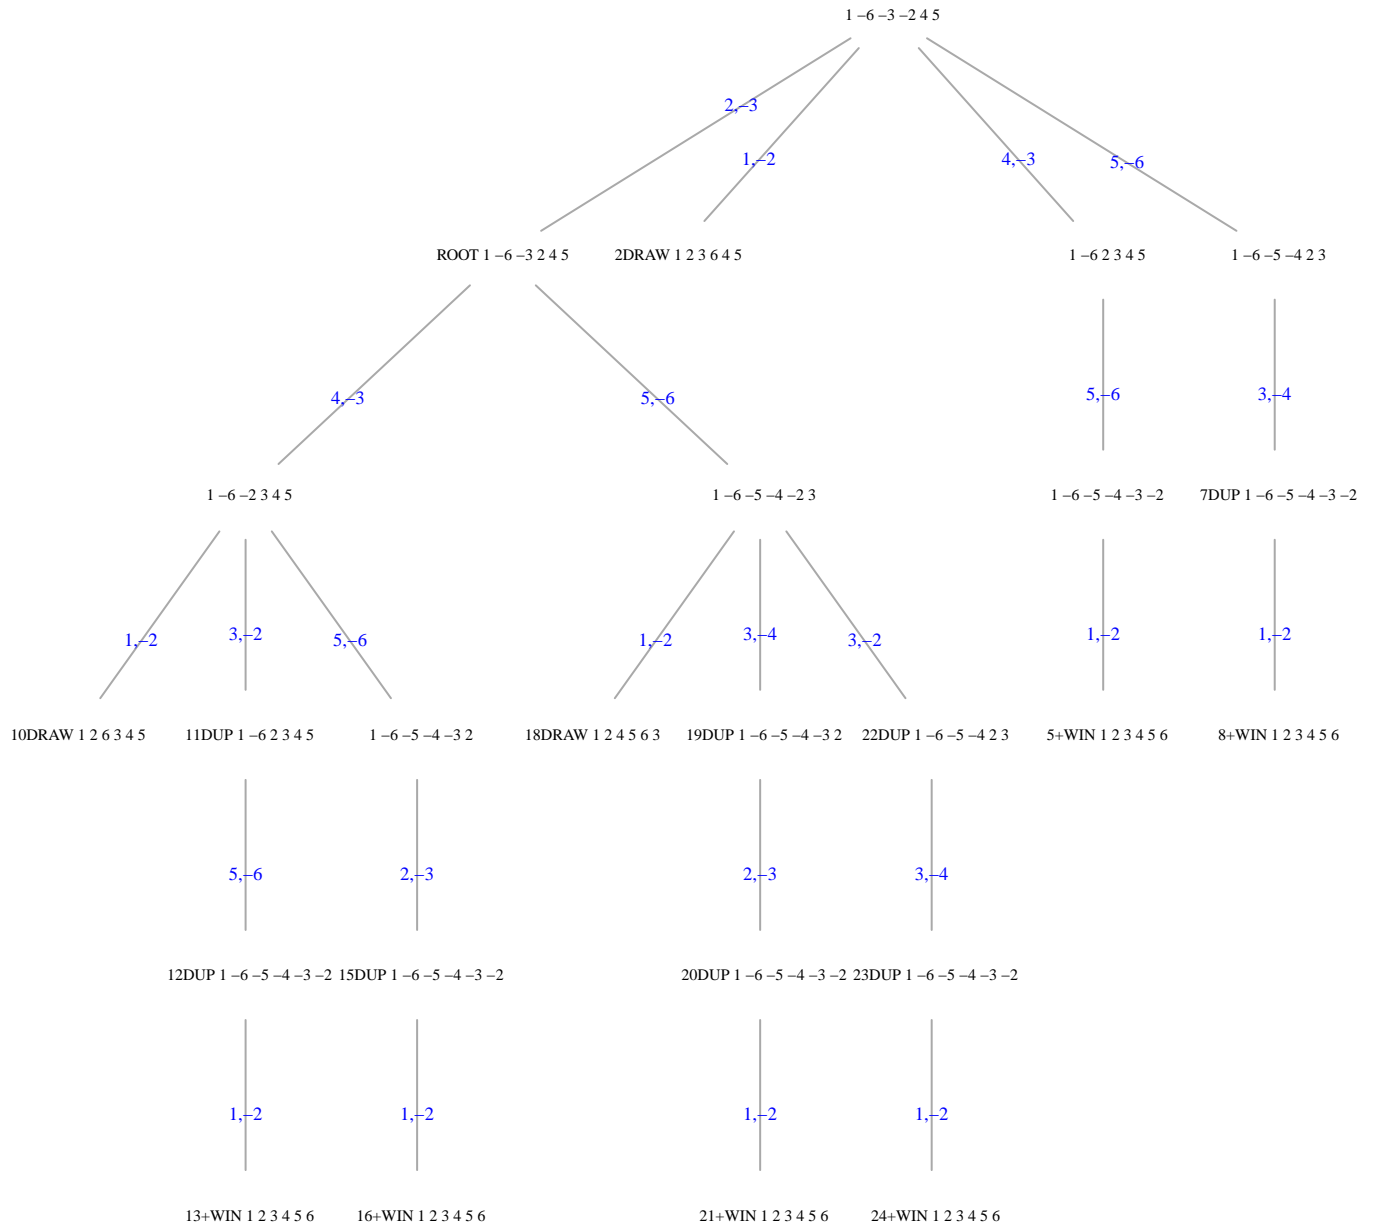 1 −6 −3 −2 4 5
2,−3
1,−2
4,−3
5,−6
ROOT 1 −6 −3 2 4 5
2DRAW 1 2 3 6 4 5
1 −6 2 3 4 5
1 −6 −5 −4 2 3
4,−3
5,−6
5,−6
3,−4
1 −6 −2 3 4 5
1 −6 −5 −4 −2 3
1 −6 −5 −4 −3 −2
7DUP 1 −6 −5 −4 −3 −2
1,−2
3,−2
5,−6
1,−2
3,−4
3,−2
1,−2
1,−2
10DRAW 1 2 6 3 4 5
11DUP 1 −6 2 3 4 5
1 −6 −5 −4 −3 2
18DRAW 1 2 4 5 6 3
19DUP 1 −6 −5 −4 −3 2
22DUP 1 −6 −5 −4 2 3
5+WIN 1 2 3 4 5 6
8+WIN 1 2 3 4 5 6
5,−6
2,−3
2,−3
3,−4
12DUP 1 −6 −5 −4 −3 −2
15DUP 1 −6 −5 −4 −3 −2
20DUP 1 −6 −5 −4 −3 −2
23DUP 1 −6 −5 −4 −3 −2
1,−2
1,−2
1,−2
1,−2
13+WIN 1 2 3 4 5 6
16+WIN 1 2 3 4 5 6
21+WIN 1 2 3 4 5 6
24+WIN 1 2 3 4 5 6